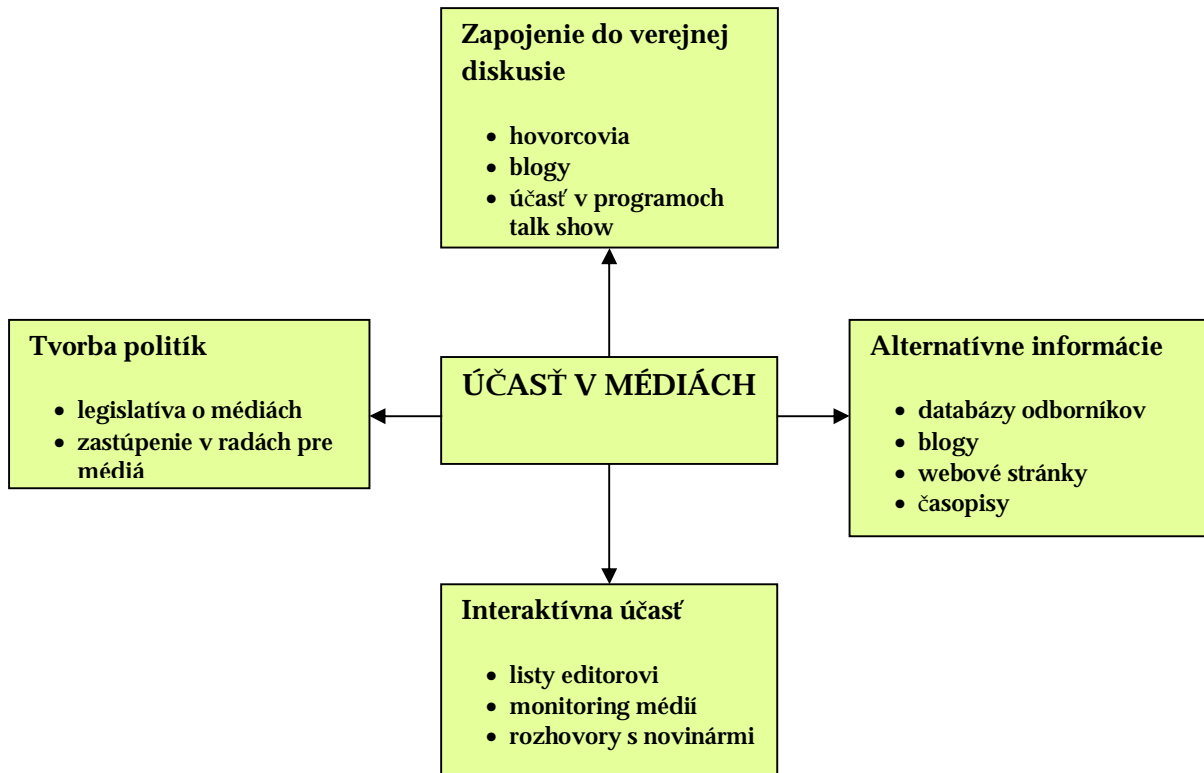 Zapojenie do verejnej
diskusie
• hovorcovia
• blogy
• účasť v programoch
talk show
Tvorba politík
• legislatíva o médiách
• zastúpenie v radách pre
médiá
ÚČASŤ V MÉDIÁCH
Alternatívne informácie
• databázy odborníkov
• blogy
• webové stránky
• časopisy
Interaktívna účasť
• listy editorovi
• monitoring médií
• rozhovory s novinármi